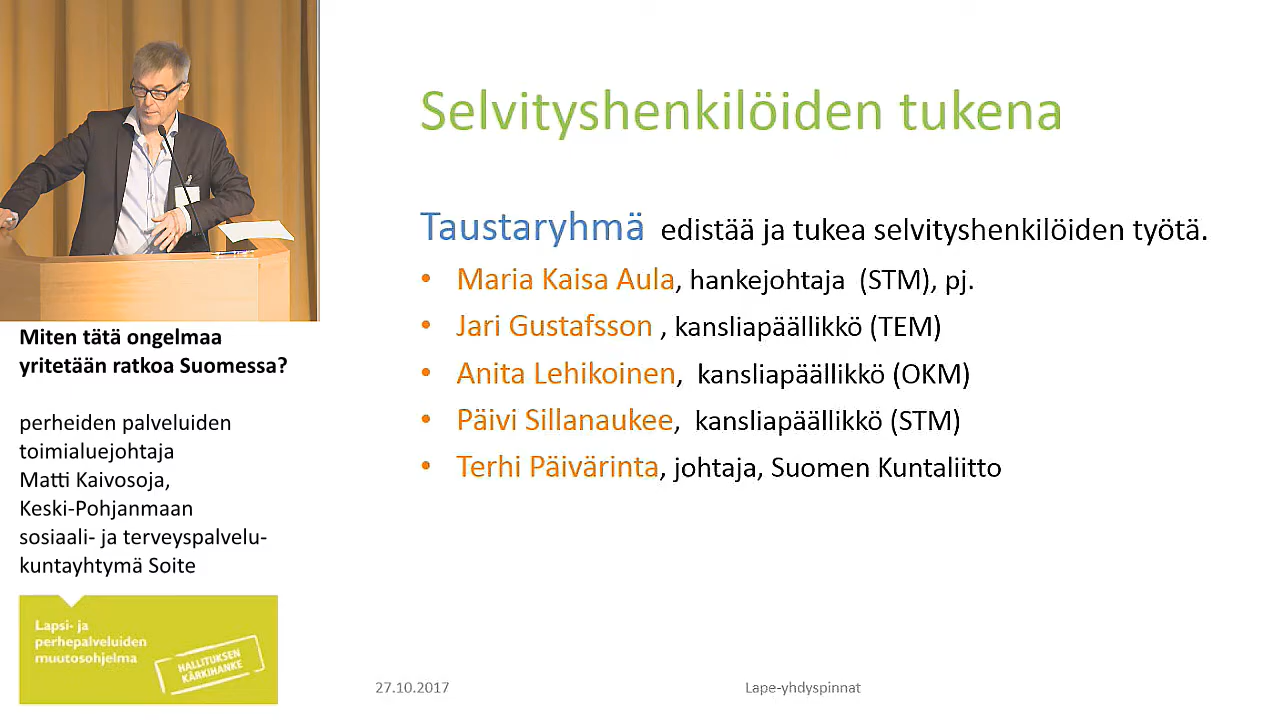 Selvityshenkilöiden tukena
Taustaryhmä edistää ja tukea selvityshenkilöiden työtä.
• Maria Kaisa Aula, hankejohtaja (STM), pj.
• Jari Gustafsson , kansliapäällikkö (TEM)
• Anita Lehikoinen, kansliapäällikkö (OKM)
• Päivi Sillanaukee, kansliapäällikkö (STM)
• Terhi Päivärinta, johtaja, Suomen Kuntaliitto
Miten tätä ongelmaa
yritetään ratkoa Suomessa?
perheiden palveluiden
toimialuejohtaja
Matti Kaivosoja,
Keski-Pohjanmaan
sosiaali- ja terveyspalvelu-
kuntayhtymä Soite
Lapsi- ja
perhepalveluiden
muutosohjelma
HALLITUKSEN
KÄRKIHANKE
27.10.2017
Lape-yhdyspinnat